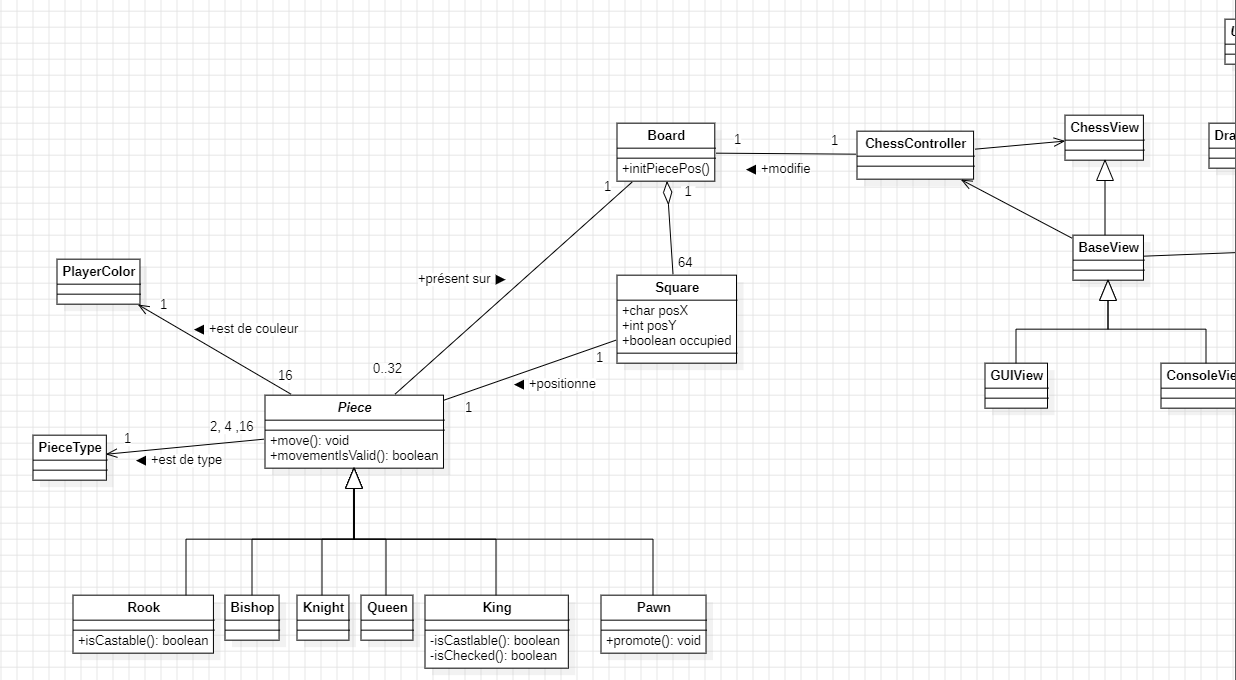 U
Board
+initPiecePos()
1
1
+modifie
ChessController
ChessView
Dra
1
1
BaseView
PlayerColor
1
+est de couleur
16
+présent sur
0..32
64
Square
+char posX
+int posY
+boolean occupied
1
+positionne
1
GUIView
ConsoleVie
Piece
+move(): void
+movementIsValid(): boolean
2, 4 ,16
1
+est de type
PieceType
Rook
+isCastable(): boolean
Bishop
Knight
Queen
King
-isCastlable(): boolean
-isChecked(): boolean
Pawn
+promote(): void